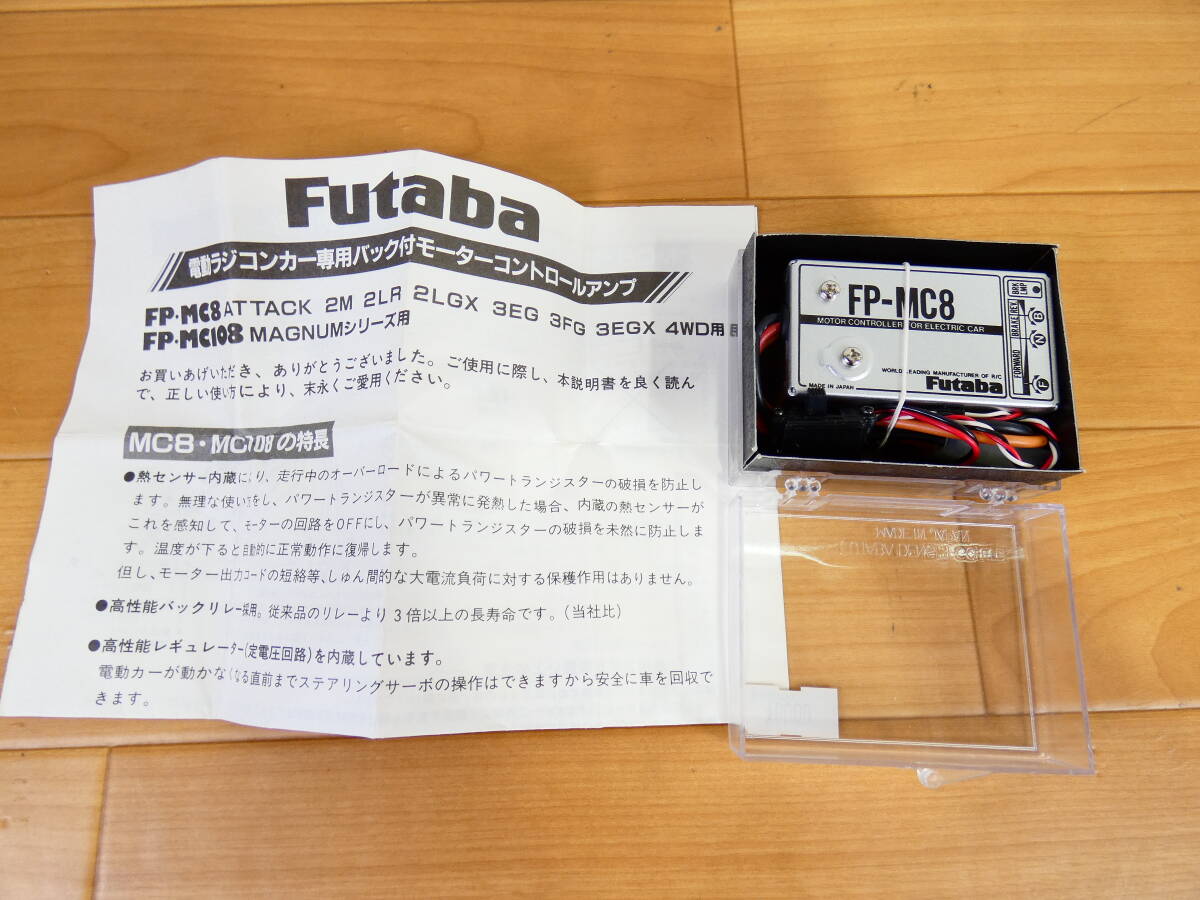 Futaba
電動ラジコンカー専用バック付モーターコントロールアンプ
FP-MC8 ATTACK 2M 2LR 2LGX 3EG 3FG 3EGX 4WD用
FP-MC108 MAGNUMシリーズ用
お買いあげいただき、ありがとうございました。ご使用に際し、本説明書を良く読ん
で、正しい使い方により、末永くご愛用ください。
MC8・MC108の特長
●熱センサー内蔵により、走行中のオーバーロードによるパワートランジスターの破損を防止し
ます。無理な使い方をし、パワートランジスターが異常に発熱した場合、内蔵の熱センサーが
これを感知して、モーターの回路をOFFにし、パワートランジスターの破損を未然に防止しま
す。温度が下ると自動的に正常動作に復帰します。
但し、モーター出力コードの短絡等、しゅん間的な大電流負荷に対する保護作用はありません。
●高性能バックリレー採用。従来品のリレーより3倍以上の長寿命です。(当社比)
●高性能レギュレーター(定電圧回路)を内蔵しています。
電動カーが動かなくなる直前までステアリングサーボの操作はできますから安全に車を回収で
きます。
FP-MC8
MOTOR CONTROLLER FOR ELECTRIC CAR
WORLD LEADING MANUFACTURER OF R/C
MADE IN JAPAN
Futaba
BRK LMP
FORWARD BRAKE REV.
F N B
MADE IN JAPAN